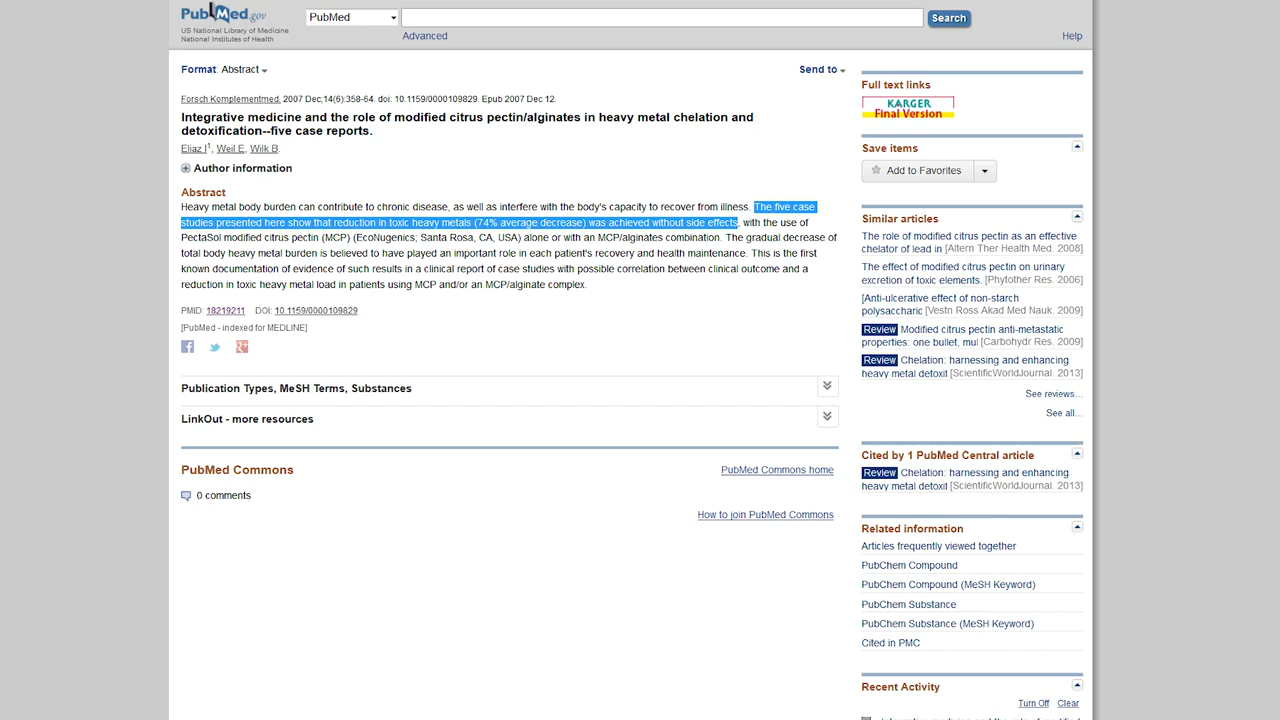 PubMed.gov
US National Library of Medicine
National Institutes of Health
PubMed
Search
Advanced
Help
Format: Abstract
Send to
Forsch Komplementmed. 2007 Dec;14(6):358-64. doi: 10.1159/0000109829. Epub 2007 Dec 12.
Integrative medicine and the role of modified citrus pectin/alginates in heavy metal chelation and
detoxification--five case reports.
Eliaz I1, Weil E, Wilk B.
Author information
Abstract
Heavy metal body burden can contribute to chronic disease, as well as interfere with the body's capacity to recover from illness. The five case
studies presented here show that reduction in toxic heavy metals (74% average decrease) was achieved without side effects, with the use of
PectaSol modified citrus pectin (MCP) (EcoNugenics; Santa Rosa, CA, USA) alone or with an MCP/alginates combination. The gradual decrease of
total body heavy metal burden is believed to have played an important role in each patient's recovery and health maintenance. This is the first
known documentation of evidence of such results in a clinical report of case studies with possible correlation between clinical outcome and a
reduction in toxic heavy metal load in patients using MCP and/or an MCP/alginate complex.
PMID: 18219211 DOI: 10.1159/0000109829
[PubMed - indexed for MEDLINE]
Publication Types, MeSH Terms, Substances
LinkOut - more resources
PubMed Commons
PubMed Commons home
0 comments
How to join PubMed Commons
Full text links
KARGER
Final Version
Save items
Add to Favorites
Similar articles
The role of modified citrus pectin as an effective
chelator of lead in [Altern Ther Health Med. 2008]
The effect of modified citrus pectin on urinary
excretion of toxic elements. [Phytother Res. 2006]
[Anti-ulcerative effect of non-starch
polysaccharic [Vestn Ross Akad Med Nauk. 2009]
Review Modified citrus pectin anti-metastatic
properties: one bullet, mul [Carbohydr Res. 2009]
Review Chelation: harnessing and enhancing
heavy metal detoxit [ScientificWorldJournal. 2013]
See reviews...
See all...
Cited by 1 PubMed Central article
Review Chelation: harnessing and enhancing
heavy metal detoxit [ScientificWorldJournal. 2013]
Related information
Articles frequently viewed together
PubChem Compound
PubChem Compound (MeSH Keyword)
PubChem Substance
PubChem Substance (MeSH Keyword)
Cited in PMC
Recent Activity
Turn Off Clear